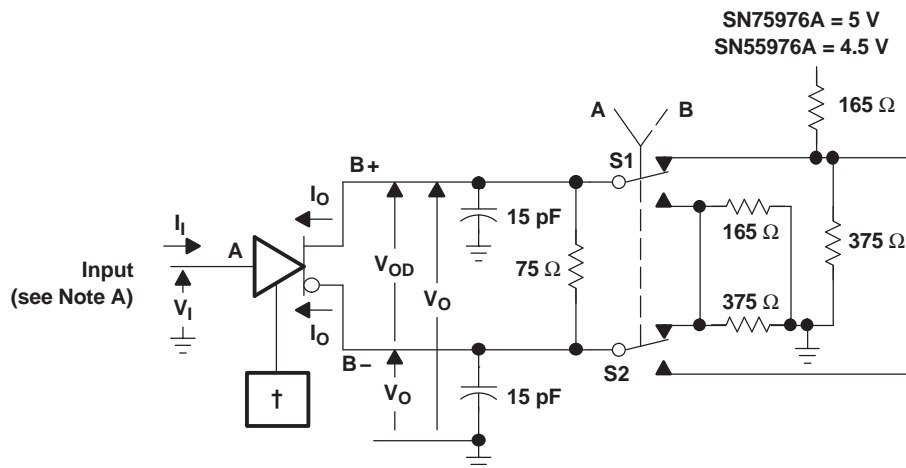 SN75976A = 5 V
SN55976A = 4.5 V
165 Ω
A B
S1
B+
IO
II
A
15 pF
165 Ω
375 Ω
Input
(see Note A)
VOD
75 Ω
VO
VI
375 Ω
IO
B−
S2
†
VO
15 pF